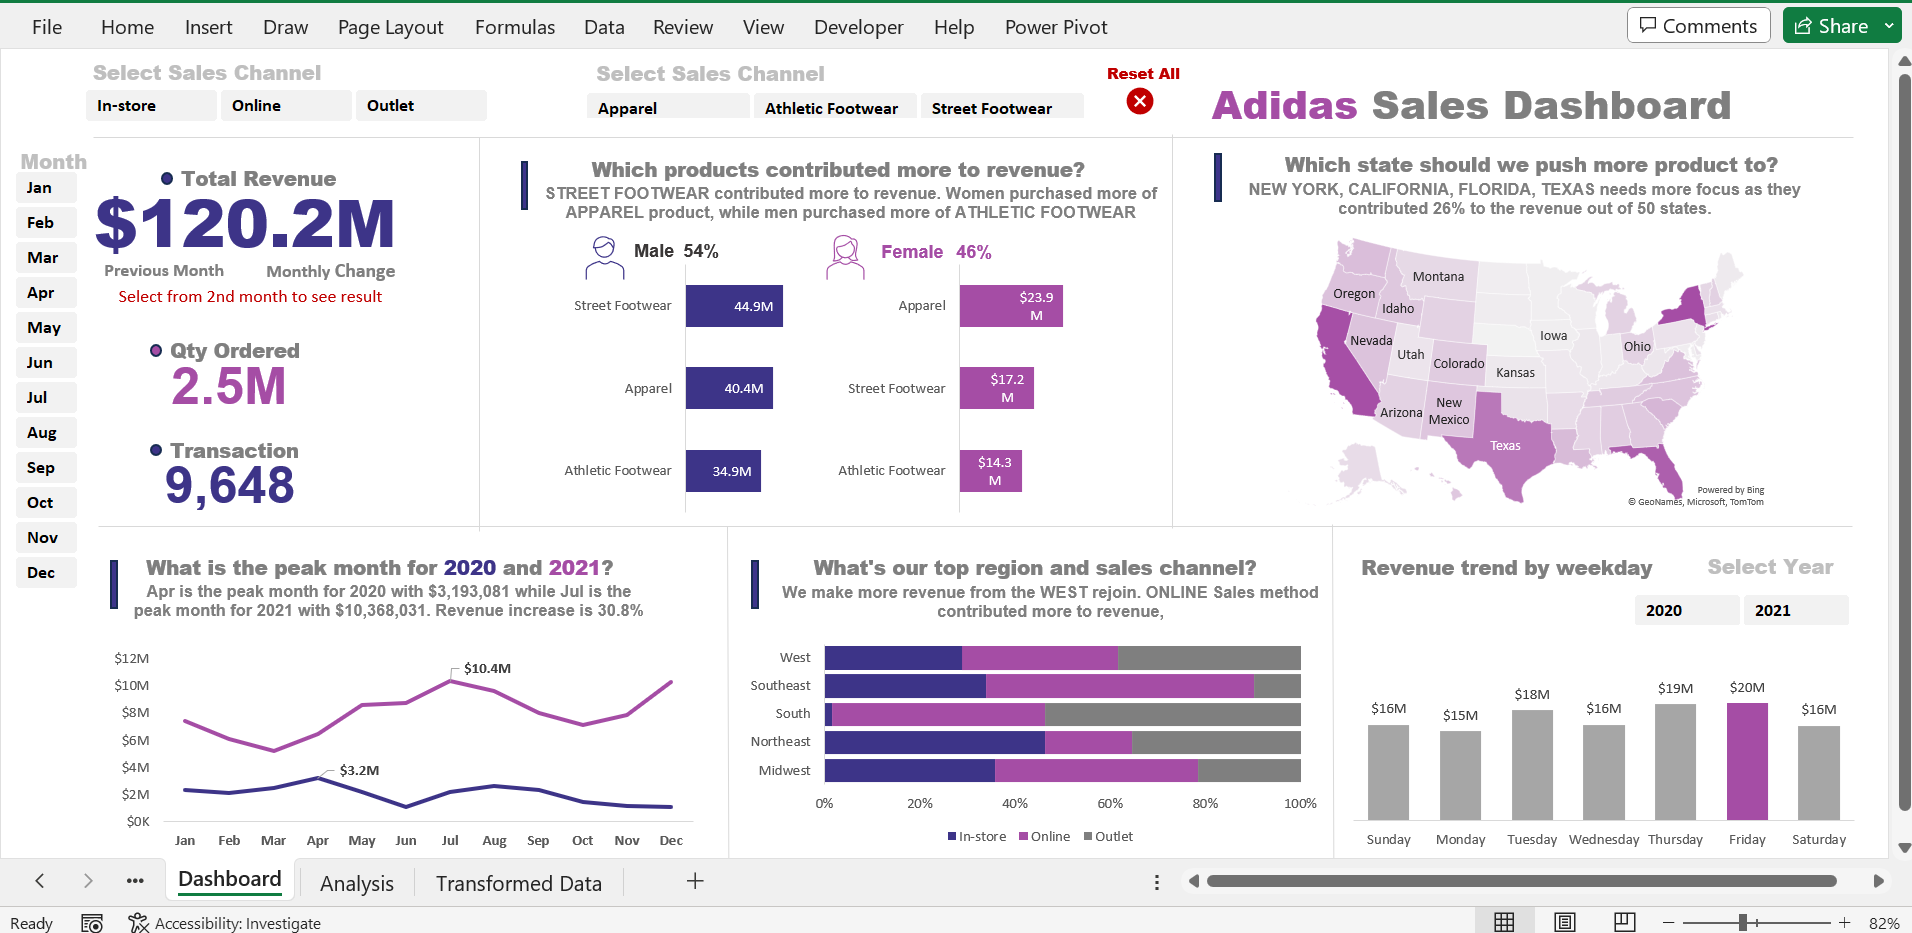 File Home Insert Draw Page Layout Formulas Data Review View Developer Help Power Pivot Comments Share
Select Sales Channel
In-store Online Outlet
Select Sales Channel
Apparel Athletic Footwear Street Footwear
Reset All
Adidas Sales Dashboard
Month
Jan
Feb
Mar
Apr
May
Jun
Jul
Aug
Sep
Oct
Nov
Dec
Total Revenue
$120.2M
Previous Month Monthly Change
Select from 2nd month to see result
Qty Ordered
2.5M
Transaction
9,648
Which products contributed more to revenue?
STREET FOOTWEAR contributed more to revenue. Women purchased more of
APPAREL product, while men purchased more of ATHLETIC FOOTWEAR
Male 54%
Street Footwear 44.9M
Apparel 40.4M
Athletic Footwear 34.9M
Female 46%
Apparel $23.9
M
Street Footwear $17.2
M
Athletic Footwear $14.3
M
Which state should we push more product to?
NEW YORK, CALIFORNIA, FLORIDA, TEXAS needs more focus as they
contributed 26% to the revenue out of 50 states.
Montana
Oregon
Idaho
Iowa
Nevada
Ohio
Utah
Colorado
Kansas
New
Mexico
Arizona
Texas
Powered by Bing
© GeoNames, Microsoft, TomTom
What is the peak month for 2020 and 2021?
Apr is the peak month for 2020 with $3,193,081 while Jul is the
peak month for 2021 with $10,368,031. Revenue increase is 30.8%
$12M
$10M
$8M
$6M
$4M
$2M
$0K
$10.4M
$3.2M
Jan Feb Mar Apr May Jun Jul Aug Sep Oct Nov Dec
What's our top region and sales channel?
We make more revenue from the WEST rejoin. ONLINE Sales method
contributed more to revenue,
West
Southeast
South
Northeast
Midwest
0% 20% 40% 60% 80% 100%
In-store Online Outlet
Revenue trend by weekday
Select Year
2020 2021
$16M $15M $18M $16M $19M $20M $16M
Sunday Monday Tuesday Wednesday Thursday Friday Saturday
Dashboard Analysis Transformed Data
Ready Accessibility: Investigate 82%